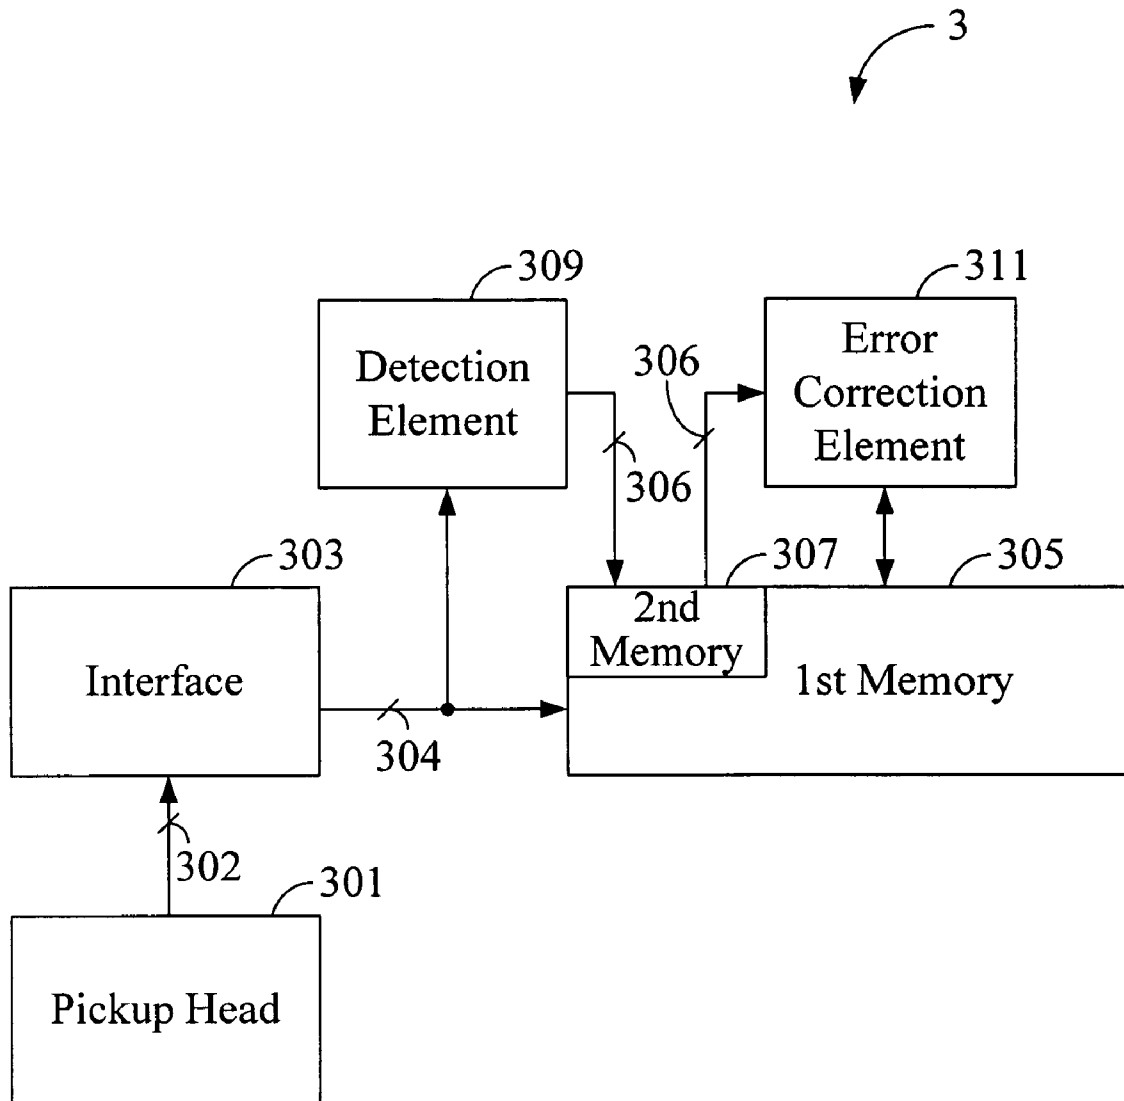 3
309
311
Detection
Element
306
Error
Correction
Element
306
303
307
305
2nd
Memory
Interface
1st Memory
304
302
301
Pickup Head